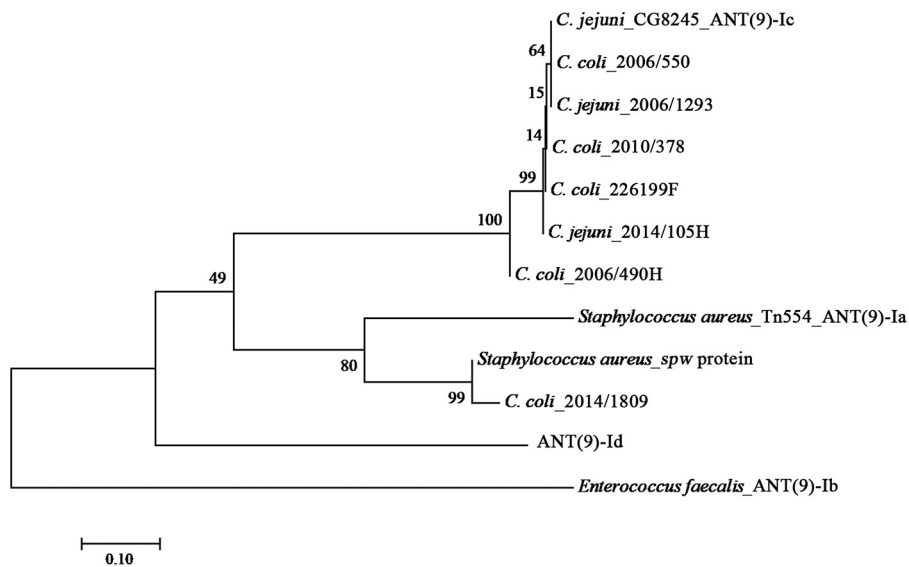 C. jejuni_CG8245_ANT(9)-Ic
64
C. coli_2006/550
15
C. jejuni_2006/1293
14
C. coli_2010/378
99
C. coli_226199F
100
C. jejuni_2014/105H
49
C. coli_2006/490H
Staphylococcus aureus_Tn554_ANT(9)-Ia
80
Staphylococcus aureus_spw protein
99
C. coli_2014/1809
ANT(9)-Id
Enterococcus faecalis_ANT(9)-Ib
0.10